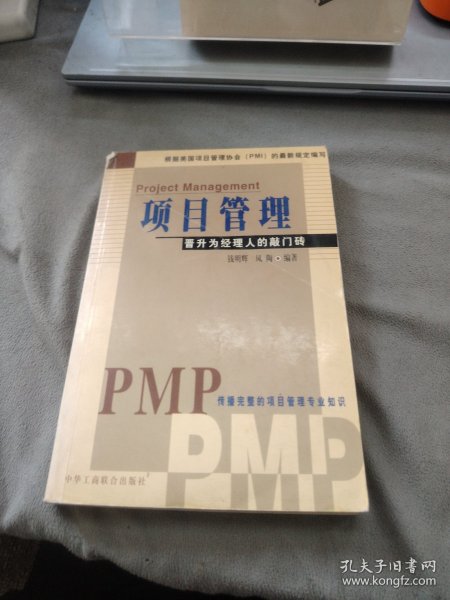 根据美国项目管理协会（PMI）的最新规定编写
Project Management
项目管理
晋升为经理人的敲门砖
钱明辉 凤陶·编著
PMP
传播完整的项目管理专业知识
PMP
中华工商联合出版社
孔夫子旧书网
www.kongfz.com